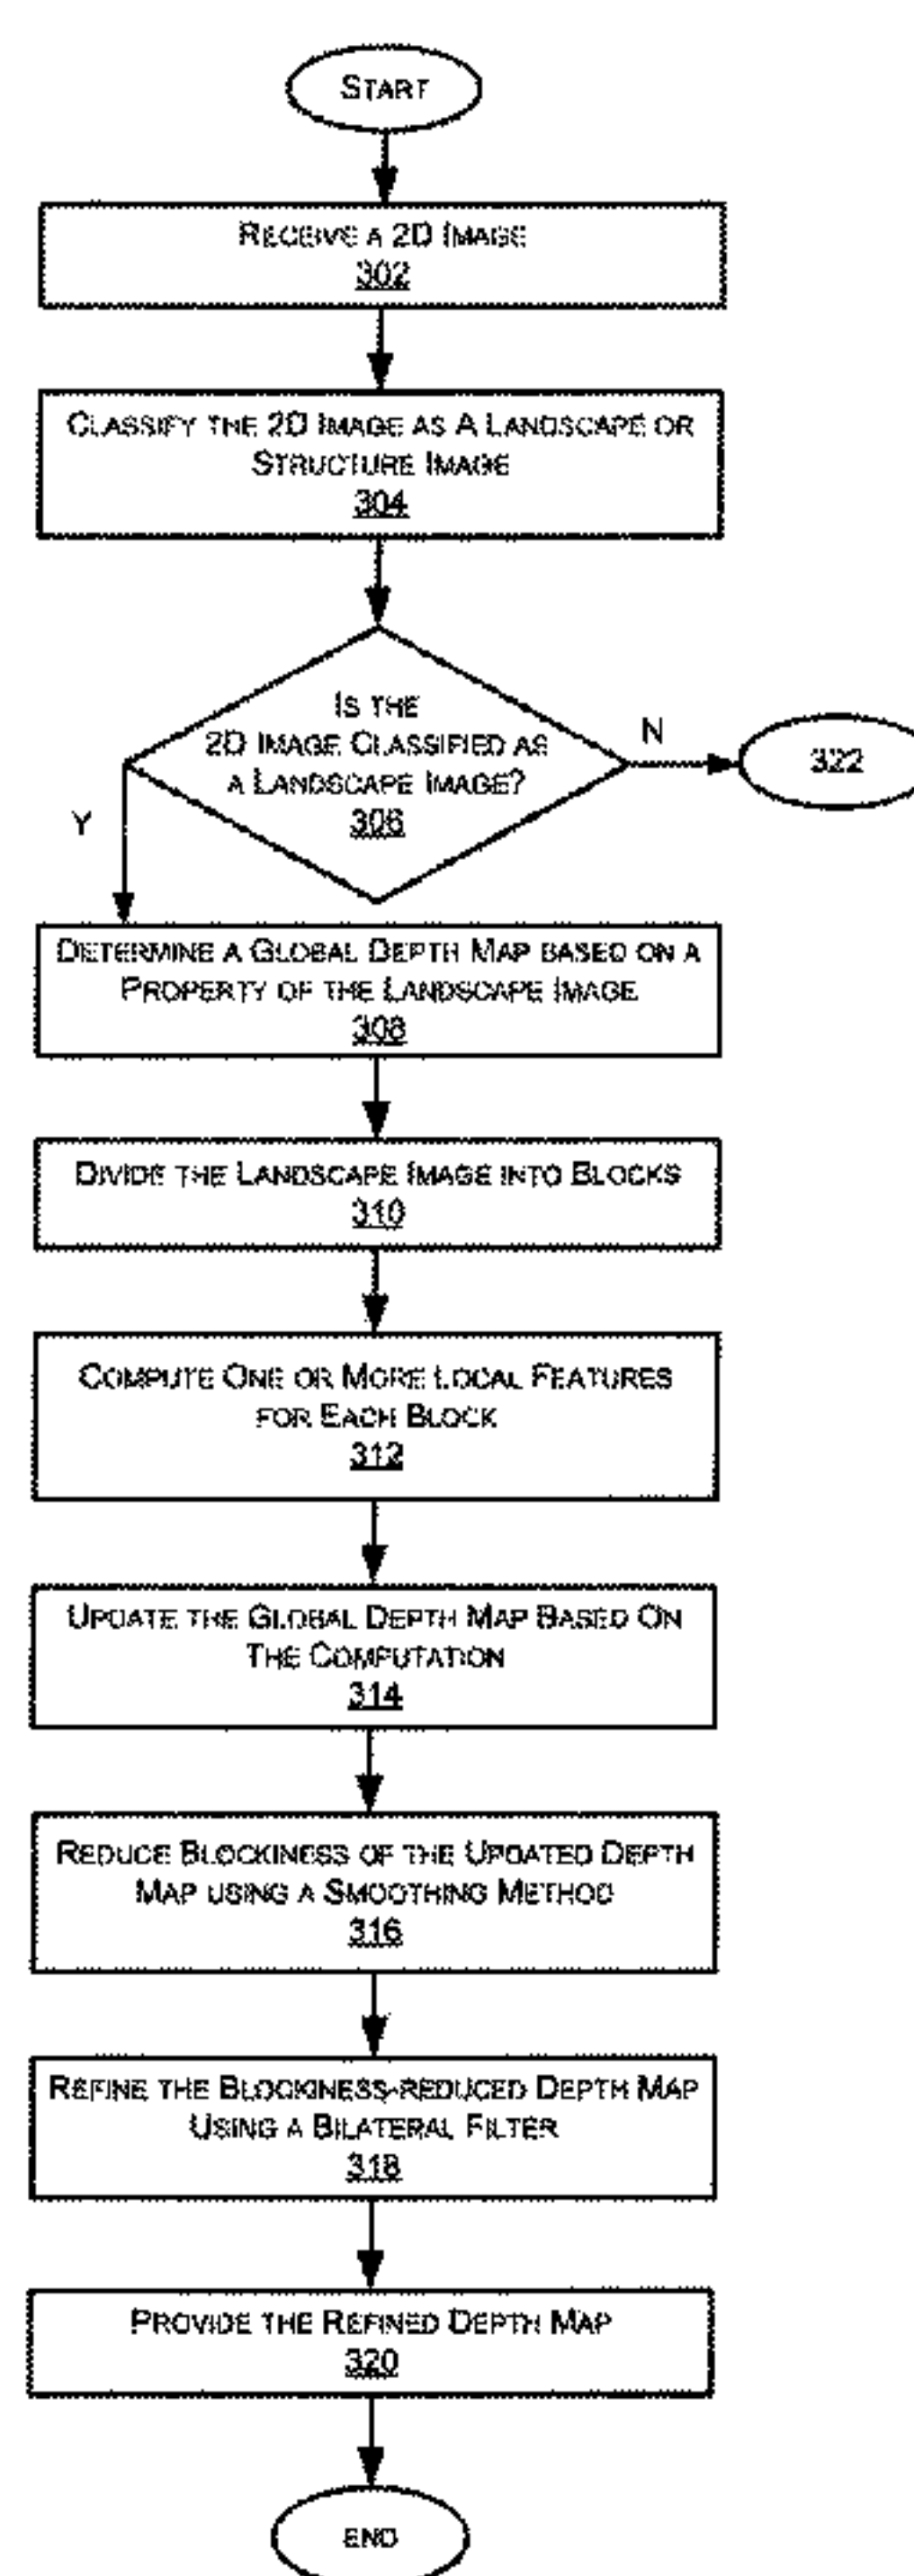 START
RECEIVE A 2D IMAGE
302
CLASSIFY THE 2D IMAGE AS A LANDSCAPE OR
STRUCTURE IMAGE
304
IS THE
2D IMAGE CLASSIFIED AS
A LANDSCAPE IMAGE?
306
N
322
Y
DETERMINE A GLOBAL DEPTH MAP BASED ON A
PROPERTY OF THE LANDSCAPE IMAGE
308
DIVIDE THE LANDSCAPE IMAGE INTO BLOCKS
310
COMPUTE ONE OR MORE LOCAL FEATURES
FOR EACH BLOCK
312
UPDATE THE GLOBAL DEPTH MAP BASED ON
THE COMPUTATION
314
REDUCE BLOCKINESS OF THE UPDATED DEPTH
MAP USING A SMOOTHING METHOD
316
REFINE THE BLOCKINESS-REDUCED DEPTH MAP
USING A BILATERAL FILTER
318
PROVIDE THE REFINED DEPTH MAP
320
END